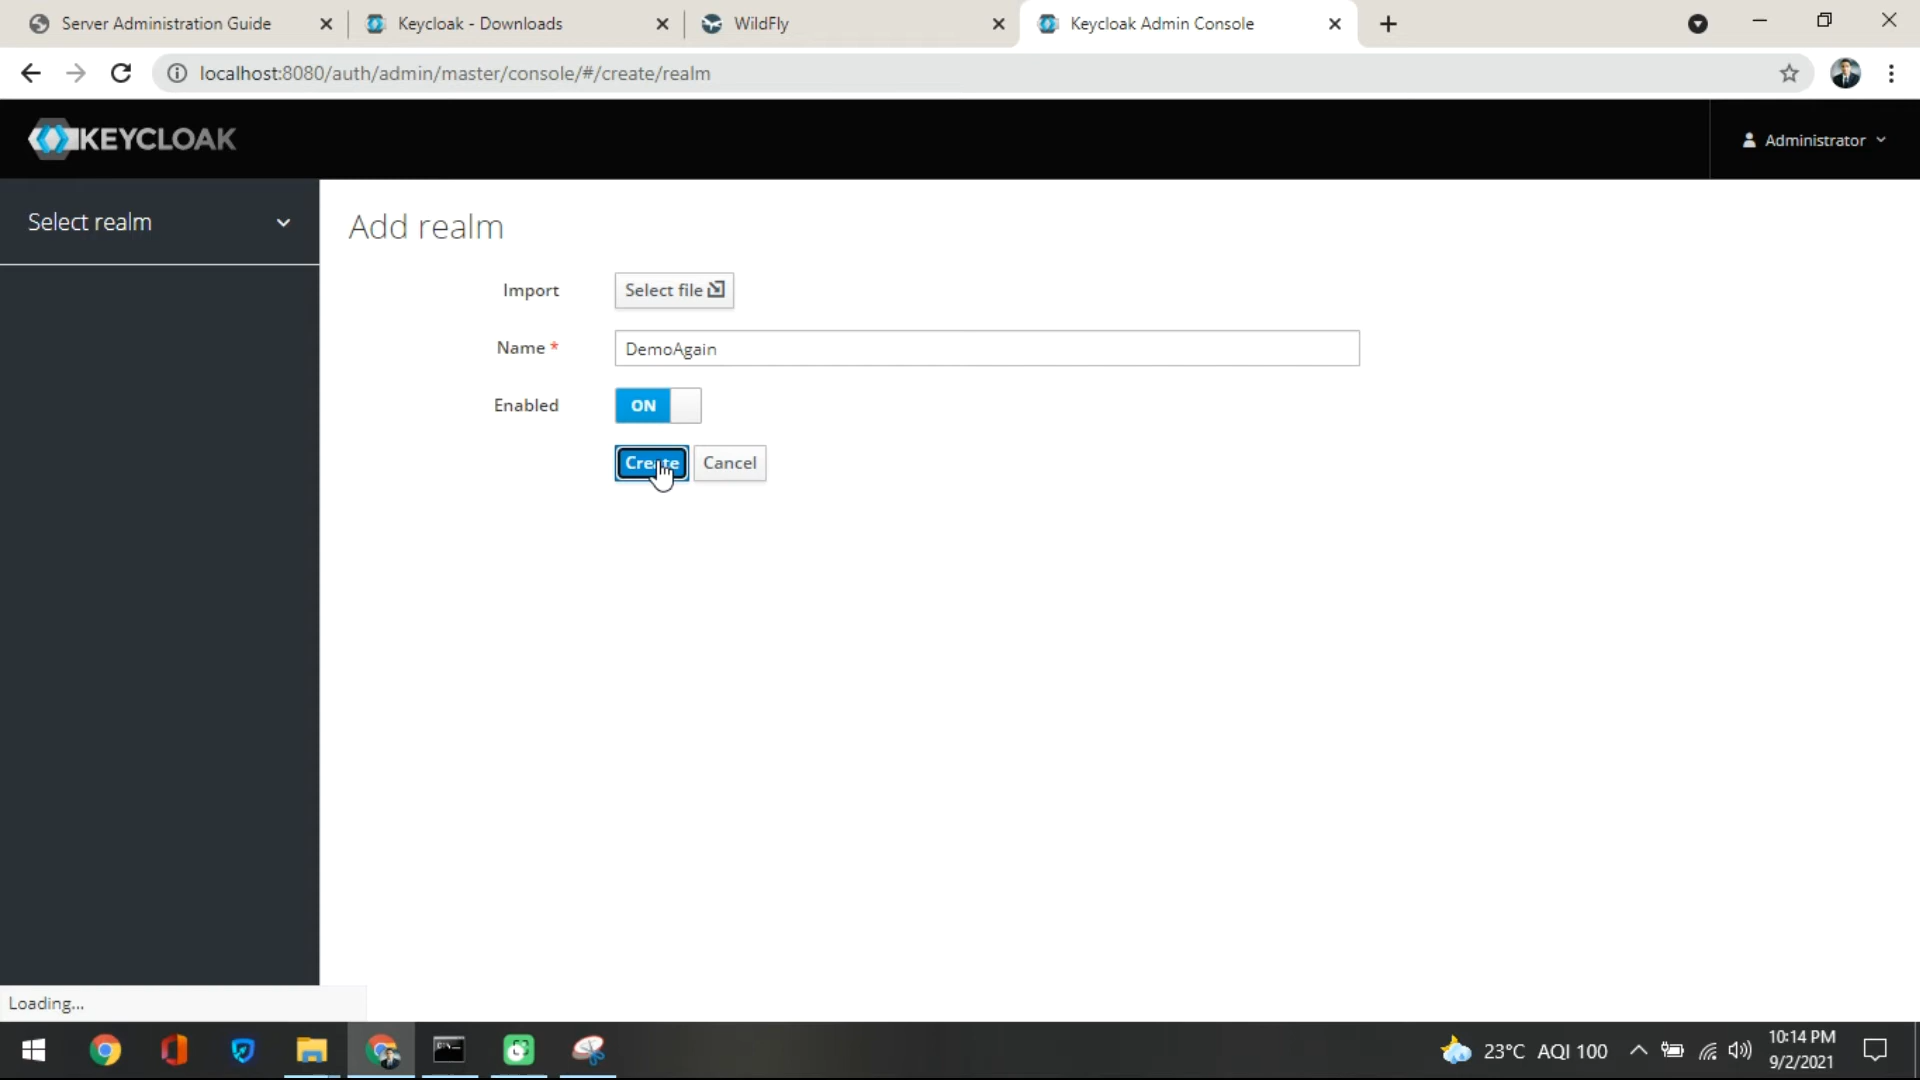 Server Administration Guide
Keycloak - Downloads
WildFly
Keycloak Admin Console
localhost:8080/auth/admin/master/console/#/create/realm
KEYCLOAK
Administrator
Select realm
Add realm
Import
Select file
Name *
DemoAgain
Enabled
ON
Create
Cancel
Loading...
23°C AQI 100
10:14 PM
9/2/2021